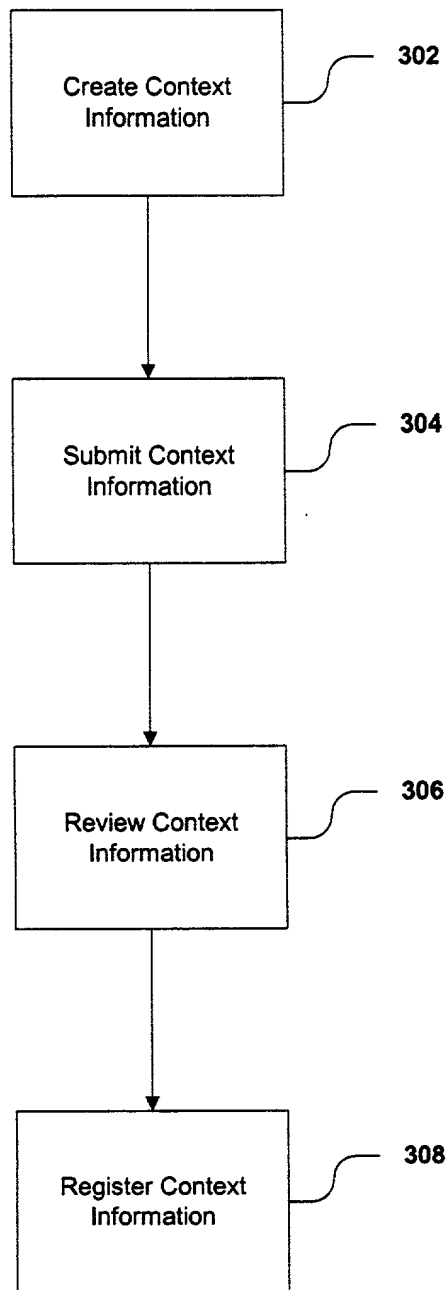 Create Context
Information
302
Submit Context
Information
304
Review Context
Information
306
Register Context
Information
308